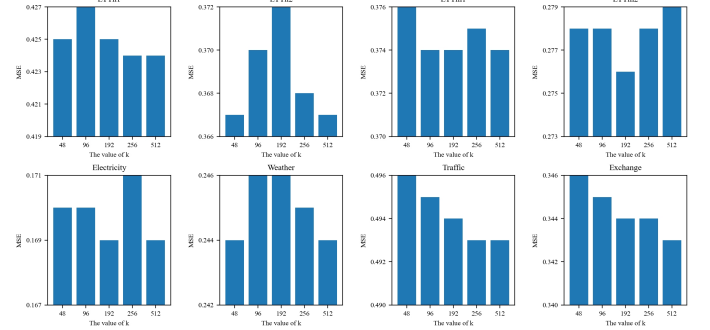 0.427
0.425
0.423
0.421
0.419
MSE
48 96 192 256 512
The value of k
0.372
0.370
0.368
0.366
MSE
48 96 192 256 512
The value of k
0.376
0.374
0.372
0.370
MSE
48 96 192 256 512
The value of k
0.279
0.277
0.275
0.273
MSE
48 96 192 256 512
The value of k
Electricity
0.171
0.169
0.167
MSE
48 96 192 256 512
The value of k
Weather
0.246
0.244
0.242
MSE
48 96 192 256 512
The value of k
Traffic
0.496
0.494
0.492
0.490
MSE
48 96 192 256 512
The value of k
Exchange
0.346
0.344
0.342
0.340
MSE
48 96 192 256 512
The value of k